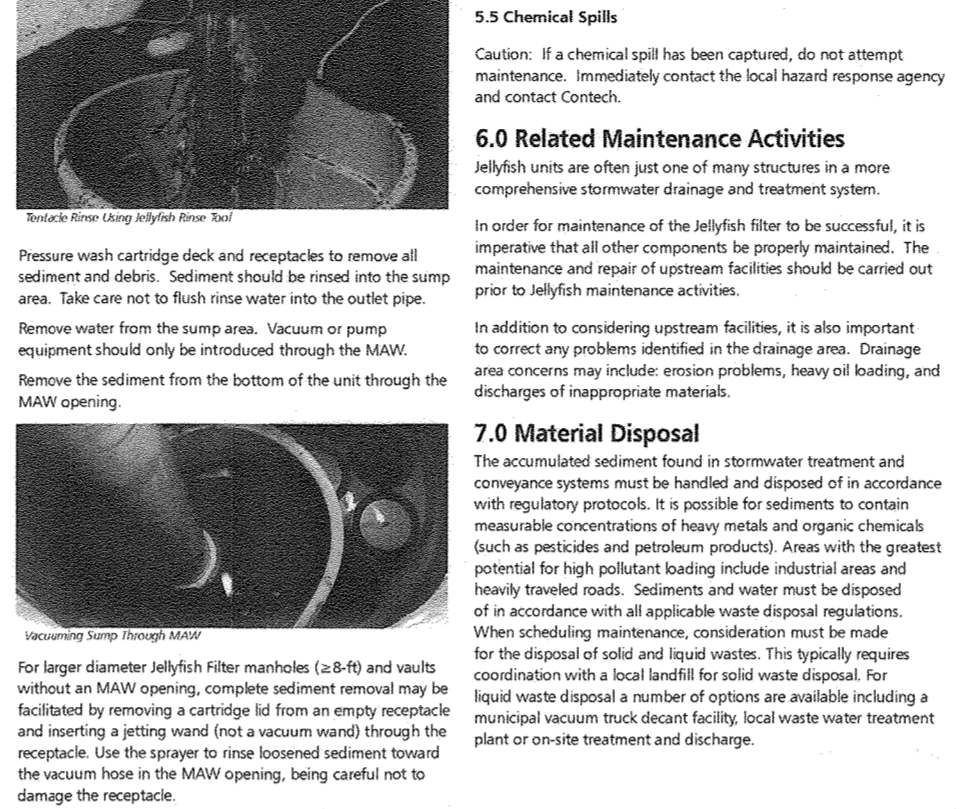 Tentacle Rinse Using Jellyfish Rinse Tool
Pressure wash cartridge deck and receptacles to remove all
sediment and debris. Sediment should be rinsed into the sump
area. Take care not to flush rinse water into the outlet pipe.
Remove water from the sump area. Vacuum or pump
equipment should only be introduced through the MAW.
Remove the sediment from the bottom of the unit through the
MAW opening.
Vacuuming Sump Through MAW
For larger diameter Jellyfish Filter manholes (≥8-ft) and vaults
without an MAW opening, complete sediment removal may be
facilitated by removing a cartridge lid from an empty receptacle
and inserting a jetting wand (not a vacuum wand) through the
receptacle. Use the sprayer to rinse loosened sediment toward
the vacuum hose in the MAW opening, being careful not to
damage the receptacle.
5.5 Chemical Spills
Caution: If a chemical spill has been captured, do not attempt
maintenance. Immediately contact the local hazard response agency
and contact Contech.
6.0 Related Maintenance Activities
Jellyfish units are often just one of many structures in a more
comprehensive stormwater drainage and treatment system.
In order for maintenance of the Jellyfish filter to be successful, it is
imperative that all other components be properly maintained. The
maintenance and repair of upstream facilities should be carried out
prior to Jellyfish maintenance activities.
In addition to considering upstream facilities, it is also important
to correct any problems identified in the drainage area. Drainage
area concerns may include: erosion problems, heavy oil loading, and
discharges of inappropriate materials.
7.0 Material Disposal
The accumulated sediment found in stormwater treatment and
conveyance systems must be handled and disposed of in accordance
with regulatory protocols. It is possible for sediments to contain
measurable concentrations of heavy metals and organic chemicals
(such as pesticides and petroleum products). Areas with the greatest
potential for high pollutant loading include industrial areas and
heavily traveled roads. Sediments and water must be disposed
of in accordance with all applicable waste disposal regulations.
When scheduling maintenance, consideration must be made
for the disposal of solid and liquid wastes. This typically requires
coordination with a local landfill for solid waste disposal. For
liquid waste disposal a number of options are available including a
municipal vacuum truck decant facility, local waste water treatment
plant or on-site treatment and discharge.